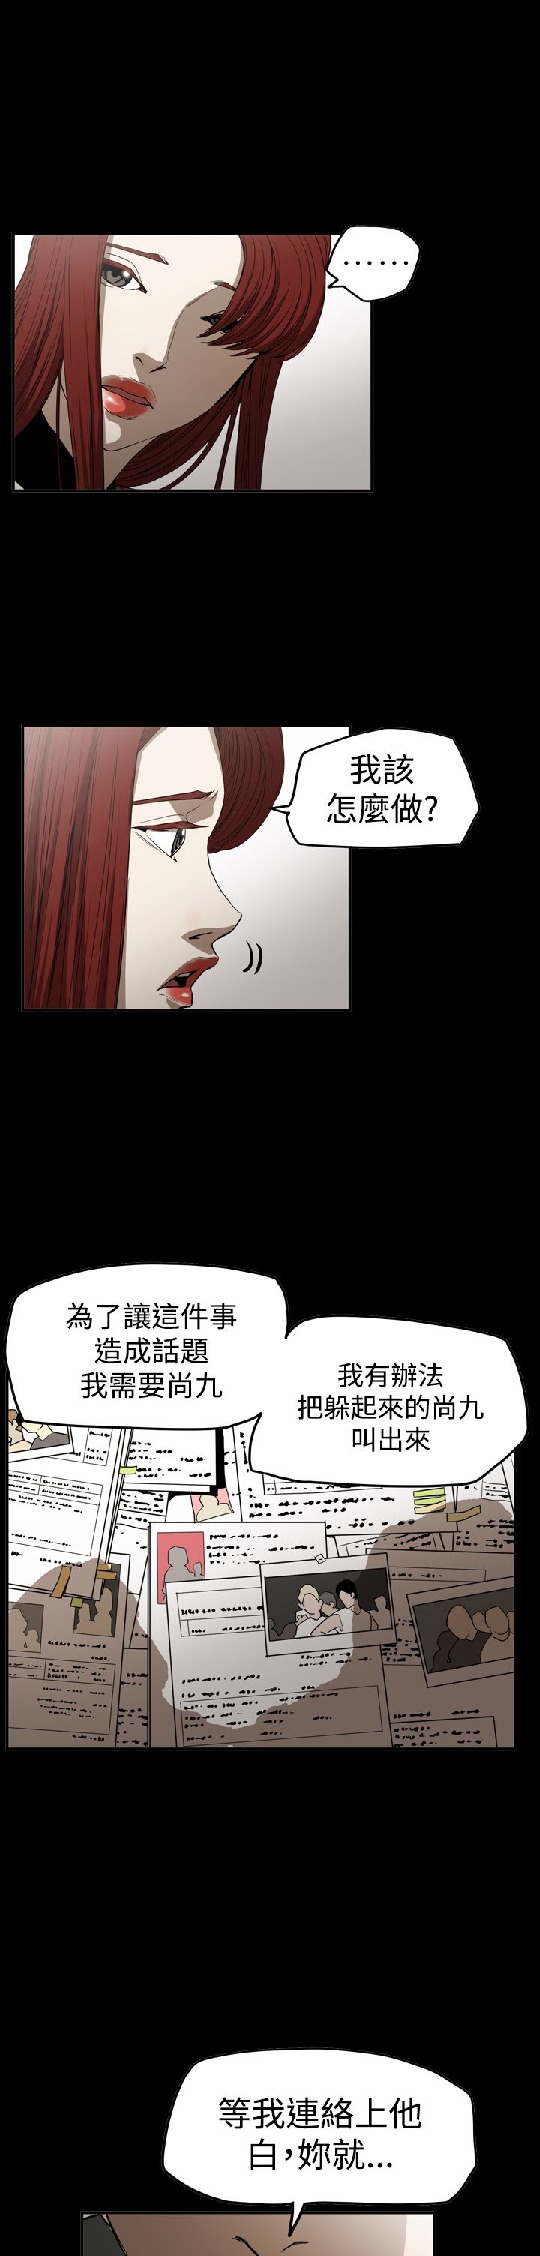 ......
我該
怎麼做?
為了讓這件事
造成話題
我需要尚九
我有辦法
把躲起來的尚九
叫出來
等我連絡上他
白,妳就...